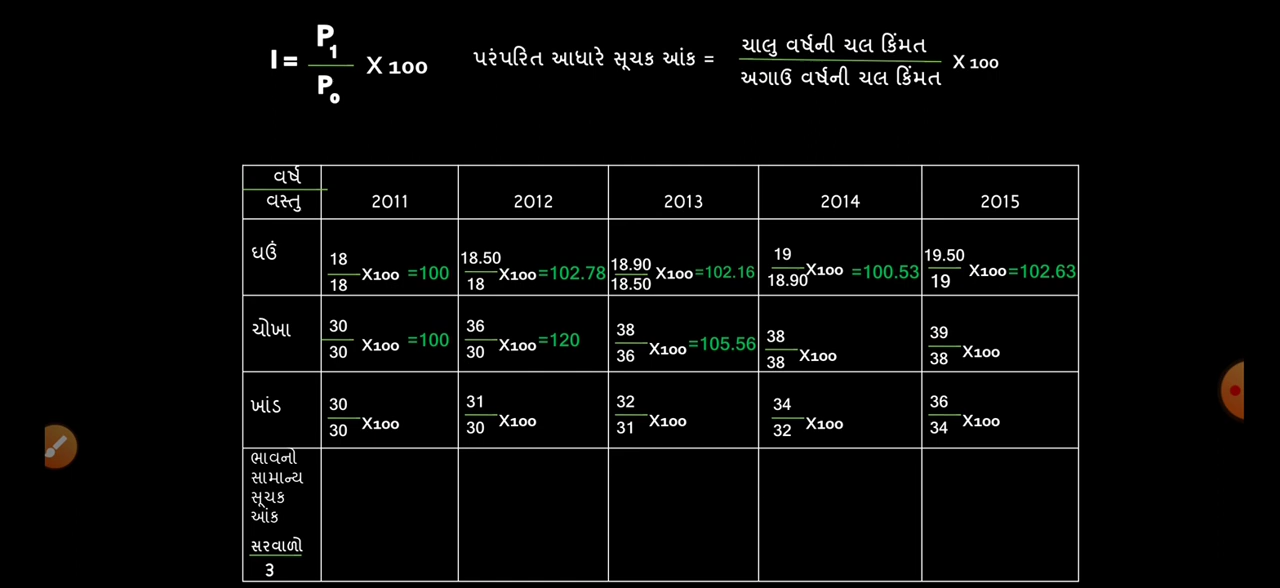 I = P₁ / P₀ X 100
પરંપરિત આધારે સૂચક આંક = ચાલુ વર્ષની ચલ કિંમત / અગાઉ વર્ષની ચલ કિંમત X 100
વર્ષ
વસ્તુ 2011 2012 2013 2014 2015
ઘઉં 18/18 X100 =100 18.50/18 X100=102.78 18.90/18.50 X100=102.16 19/18.90 X100 =100.53 19.50/19 X100=102.63
ચોખા 30/30 X100 =100 36/30 X100=120 38/36 X100=105.56 38/38 X100 39/38 X100
ખાંડ 30/30 X100 31/30 X100 32/31 X100 34/32 X100 36/34 X100
ભાવનો
સામાન્ય
સૂચક
આંક
સરવાળો
3